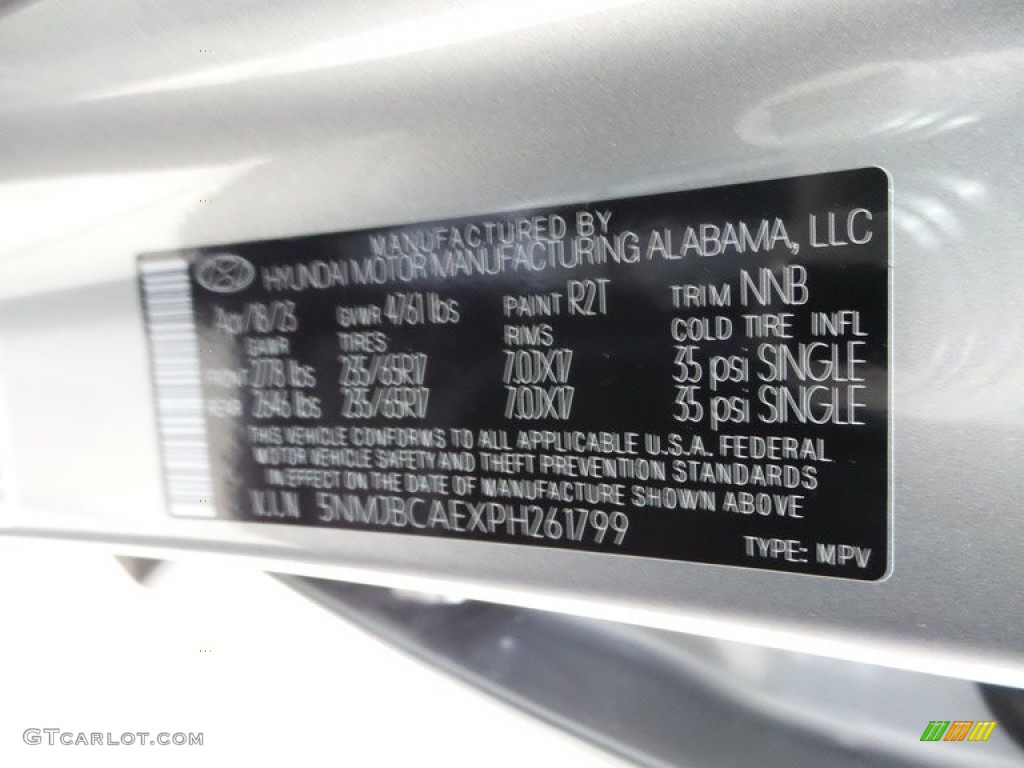 MANUFACTURED BY
HYUNDAI MOTOR MANUFACTURING ALABAMA, LLC
Apr/18/23 GVWR 4761 lbs PAINT R2T TRIM NNB
GAWR TIRES RIMS COLD TIRE INFL
FRONT 2778 lbs 235/65R17 7.0JX17 35 psi SINGLE
REAR 2646 lbs 235/65R17 7.0JX17 35 psi SINGLE
THIS VEHICLE CONFORMS TO ALL APPLICABLE U.S.A. FEDERAL
MOTOR VEHICLE SAFETY AND THEFT PREVENTION STANDARDS
IN EFFECT ON THE DATE OF MANUFACTURE SHOWN ABOVE
V.I.N 5NMJBCAEXPH261799
TYPE: MPV
GTcarlot.com